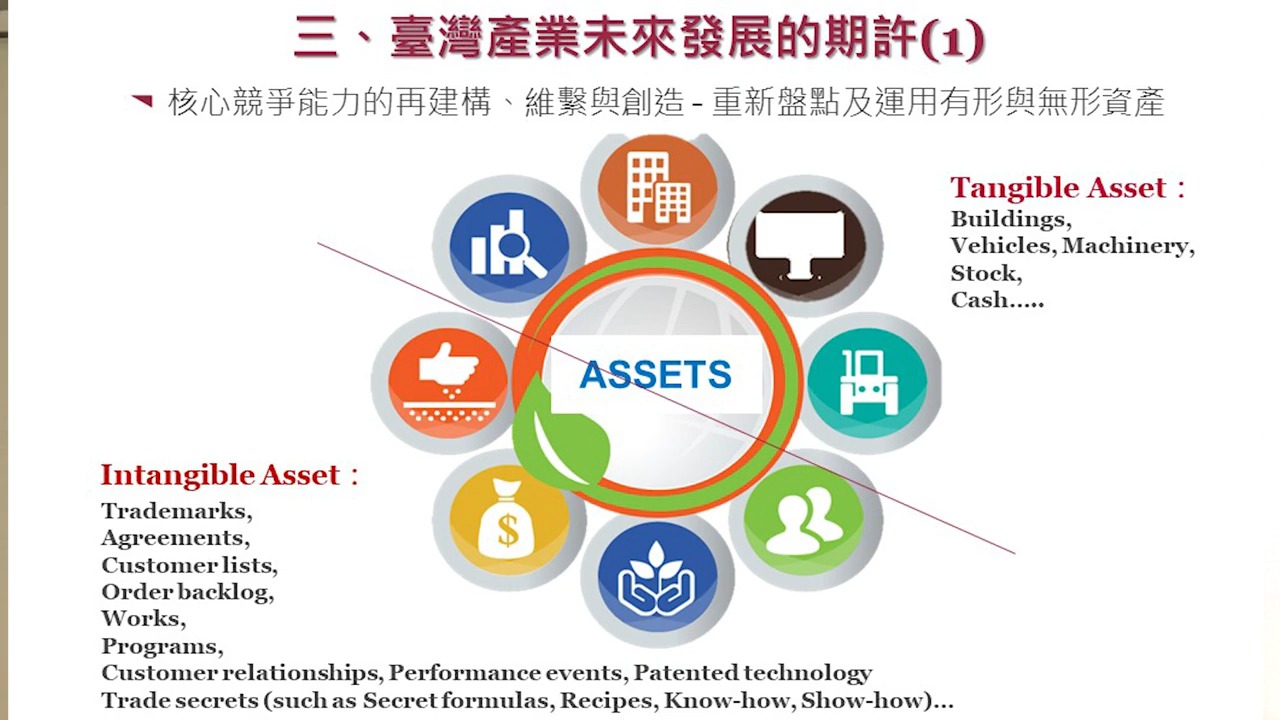 三、臺灣產業未來發展的期許(1)
核心競爭能力的再建構、維繫與創造 - 重新盤點及運用有形與無形資產
Tangible Asset：
Buildings,
Vehicles, Machinery,
Stock,
Cash.....
ASSETS
$
Intangible Asset：
Trademarks,
Agreements,
Customer lists,
Order backlog,
Works,
Programs,
Customer relationships, Performance events, Patented technology
Trade secrets (such as Secret formulas, Recipes, Know-how, Show-how)...